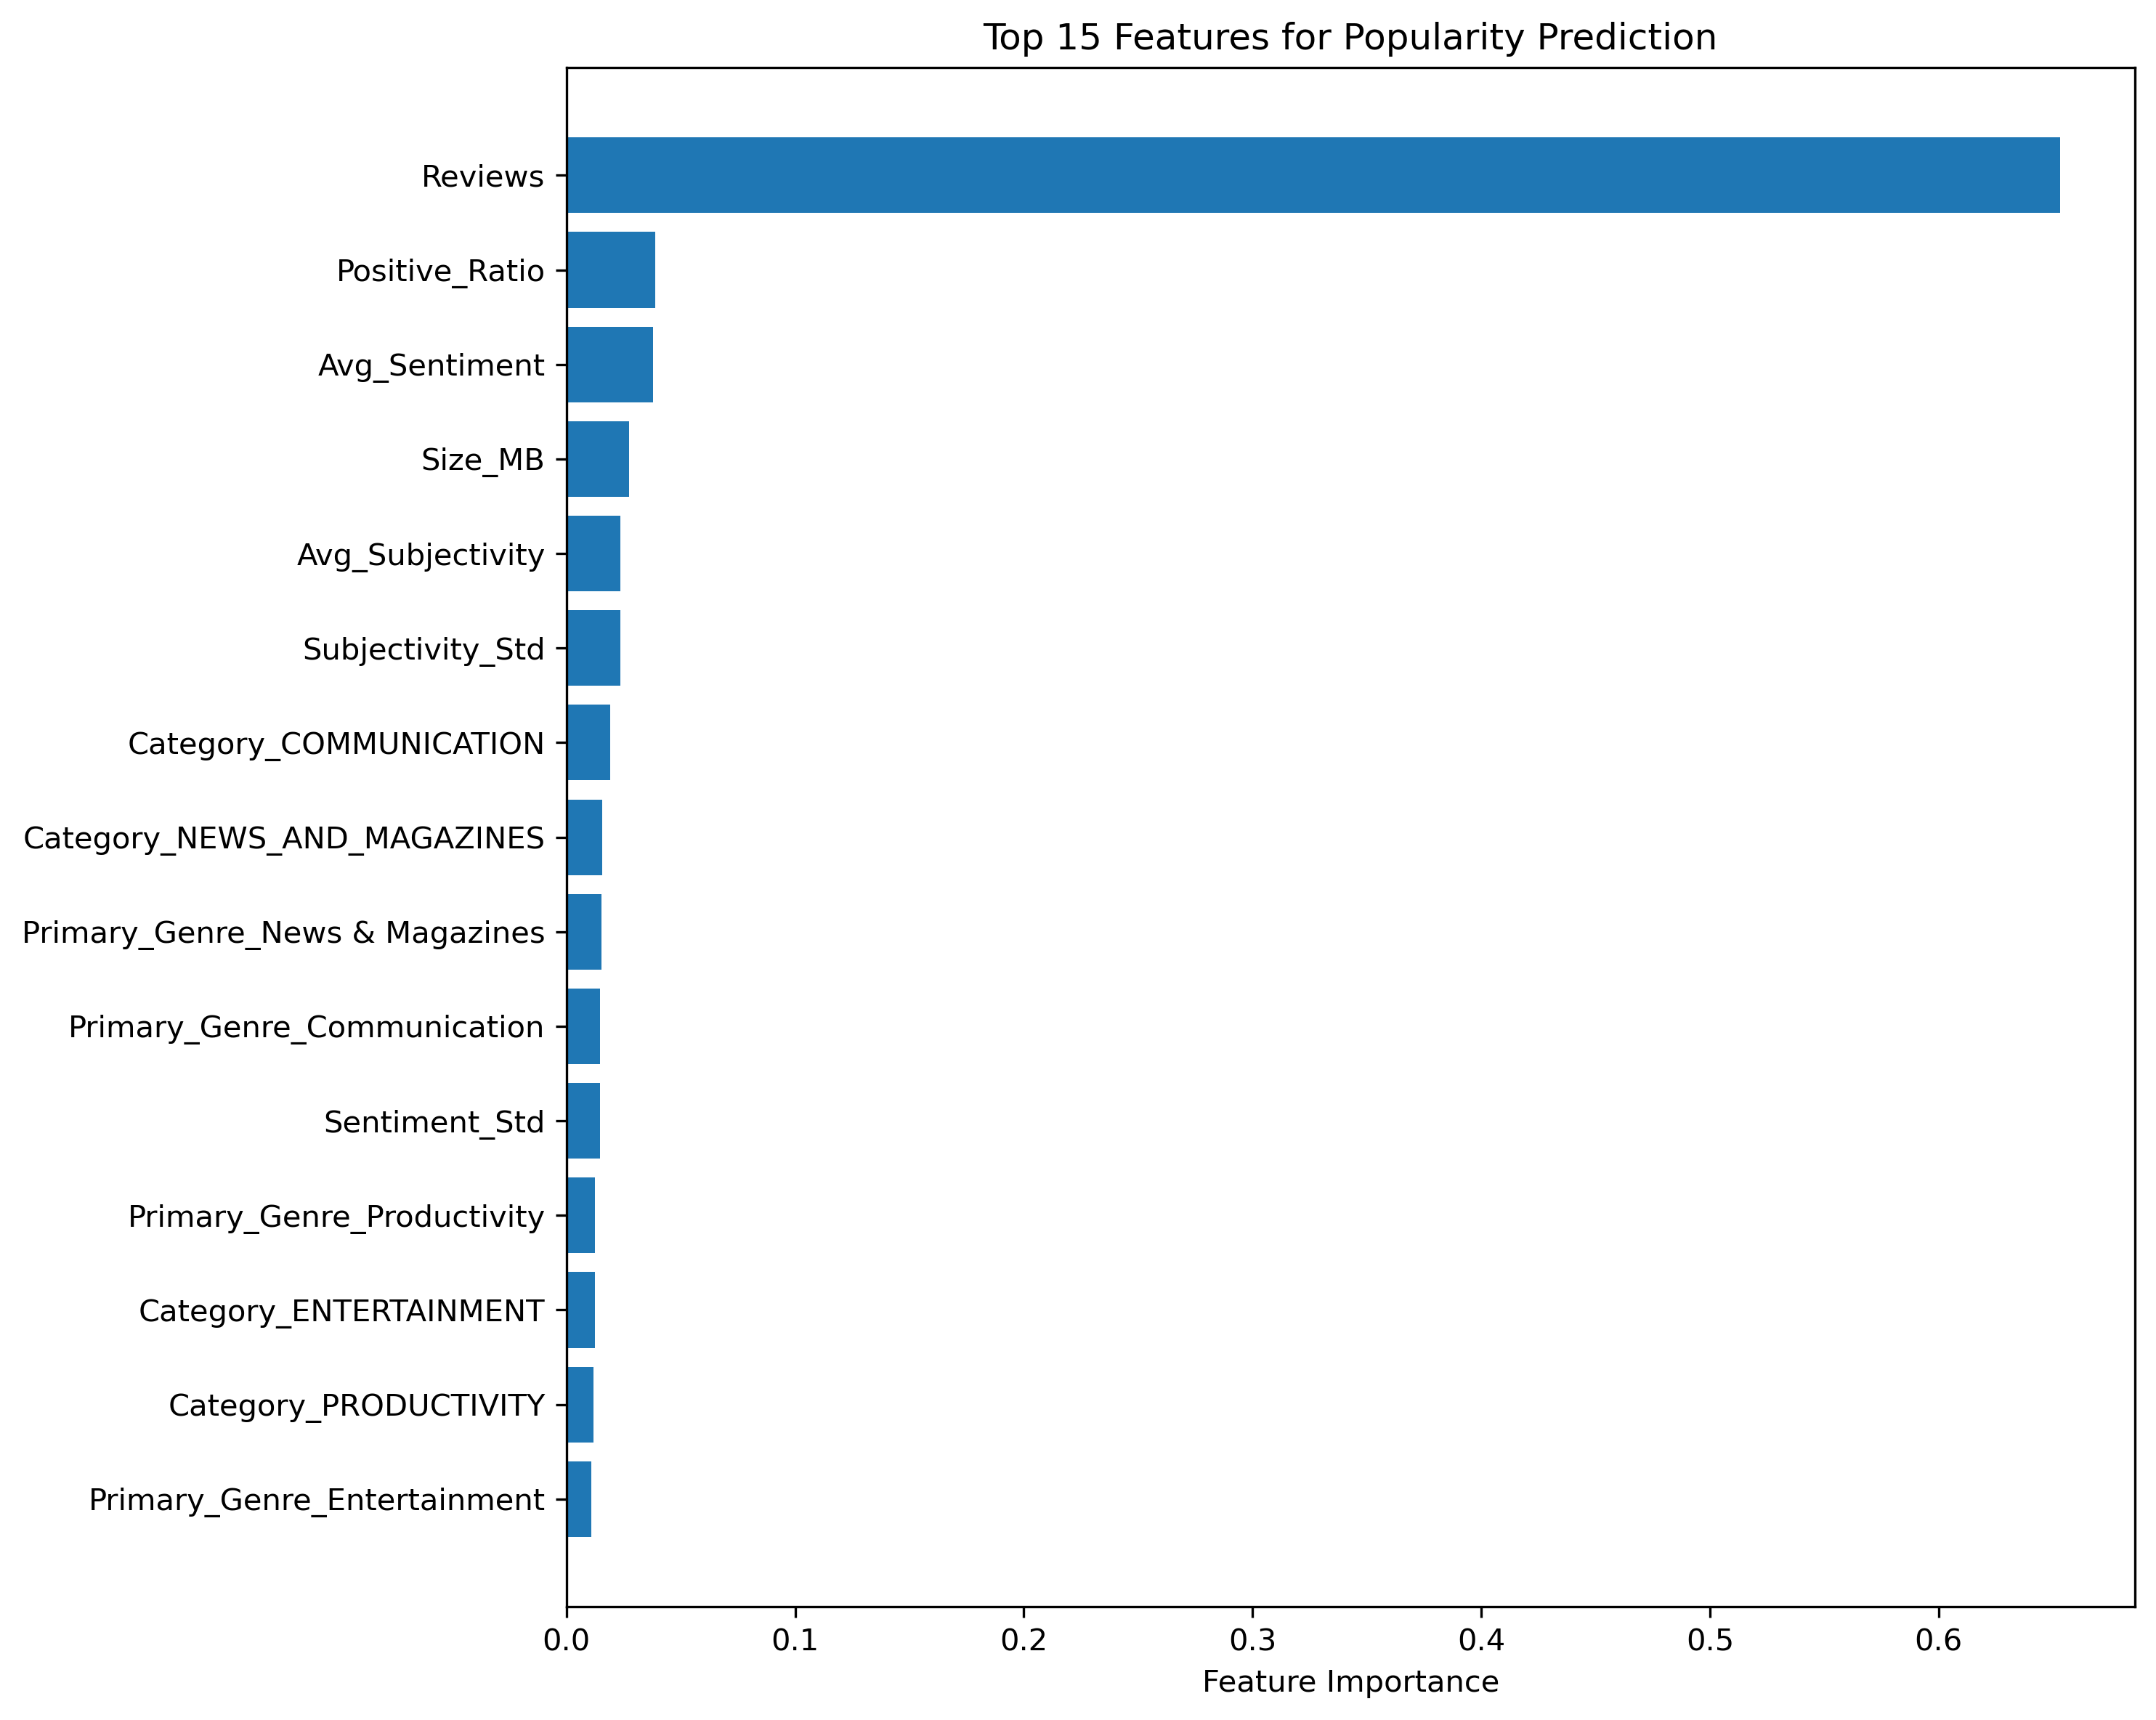 Top 15 Features for Popularity Prediction
Reviews
Positive_Ratio
Avg_Sentiment
Size_MB
Avg_Subjectivity
Subjectivity_Std
Category_COMMUNICATION
Category_NEWS_AND_MAGAZINES
Primary_Genre_News & Magazines
Primary_Genre_Communication
Sentiment_Std
Primary_Genre_Productivity
Category_ENTERTAINMENT
Category_PRODUCTIVITY
Primary_Genre_Entertainment
0.0 0.1 0.2 0.3 0.4 0.5 0.6
Feature Importance